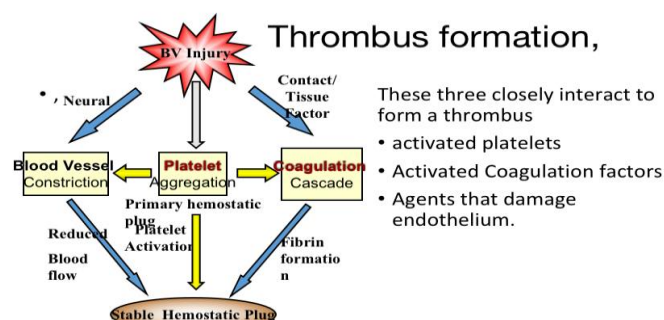 Thrombus formation,
BV Injury
•, Neural
Contact/
Tissue
Factor
Blood Vessel
Constriction
Platelet
Aggregation
Coagulation
Cascade
Primary hemostatic
plug
Platelet
Activation
Reduced
Blood
flow
Fibrin
formatio
n
Stable Hemostatic Plug
These three closely interact to
form a thrombus
• activated platelets
• Activated Coagulation factors
• Agents that damage
endothelium.